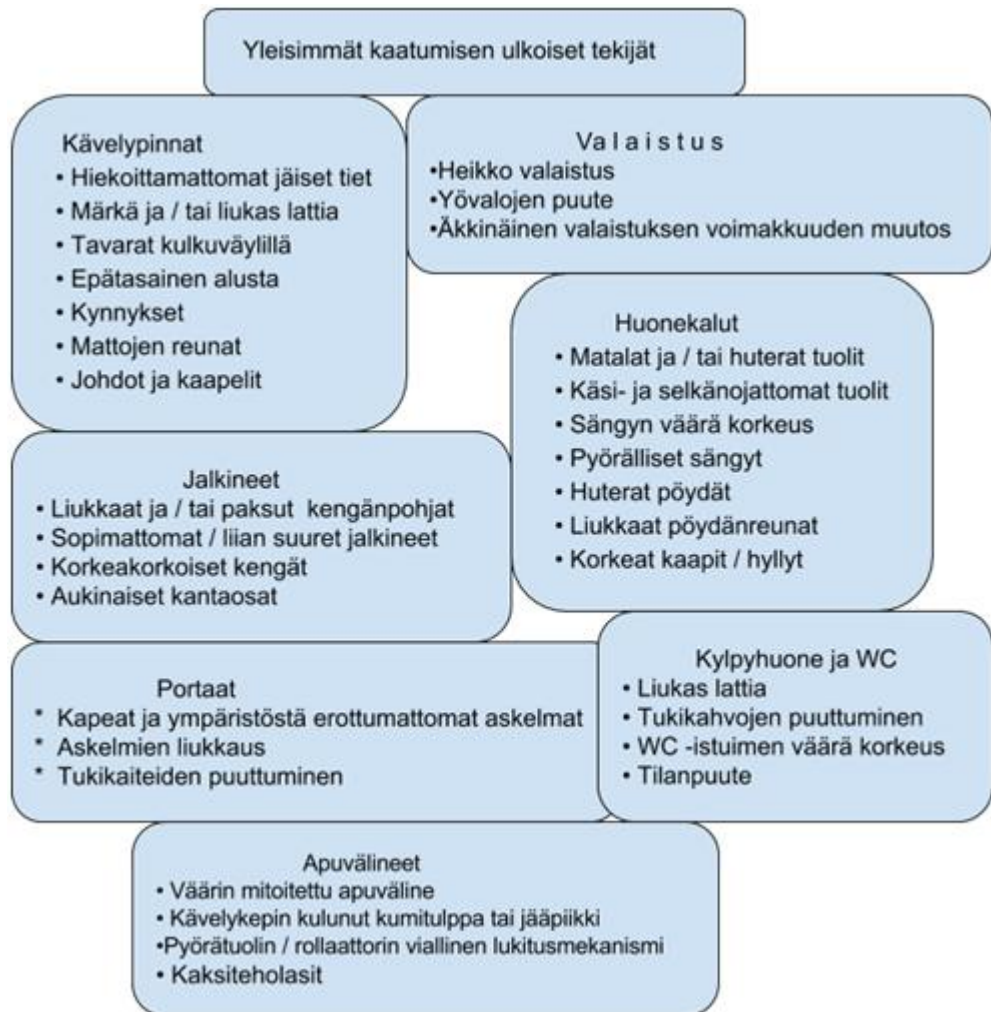 Yleisimmät kaatumisen ulkoiset tekijät
Kävelypinnat
• Hiekoittamattomat jäiset tiet
• Märkä ja / tai liukas lattia
• Tavarat kulkuväylillä
• Epätasainen alusta
• Kynnykset
• Mattojen reunat
• Johdot ja kaapelit
V a l a i s t u s
•Heikko valaistus
•Yövalojen puute
•Äkkinäinen valaistuksen voimakkuuden muutos
Huonekalut
• Matalat ja / tai huterat tuolit
• Käsi- ja selkänojattomat tuolit
• Sängyn väärä korkeus
• Pyörälliset sängyt
• Huterat pöydät
• Liukkaat pöydänreunat
• Korkeat kaapit / hyllyt
Jalkineet
• Liukkaat ja / tai paksut kengänpohjat
• Sopimattomat / liian suuret jalkineet
• Korkeakorkoiset kengät
• Aukinaiset kantaosat
Portaat
* Kapeat ja ympäristöstä erottumattomat askelmat
* Askelmien liukkaus
* Tukikaiteiden puuttuminen
Kylpyhuone ja WC
• Liukas lattia
• Tukikahvojen puuttuminen
• WC -istuimen väärä korkeus
• Tilanpuute
Apuvälineet
• Väärin mitoitettu apuväline
• Kävelykepin kulunut kumitulppa tai jääpiikki
•Pyörätuolin / rollaattorin viallinen lukitusmekanismi
• Kaksiteholasit